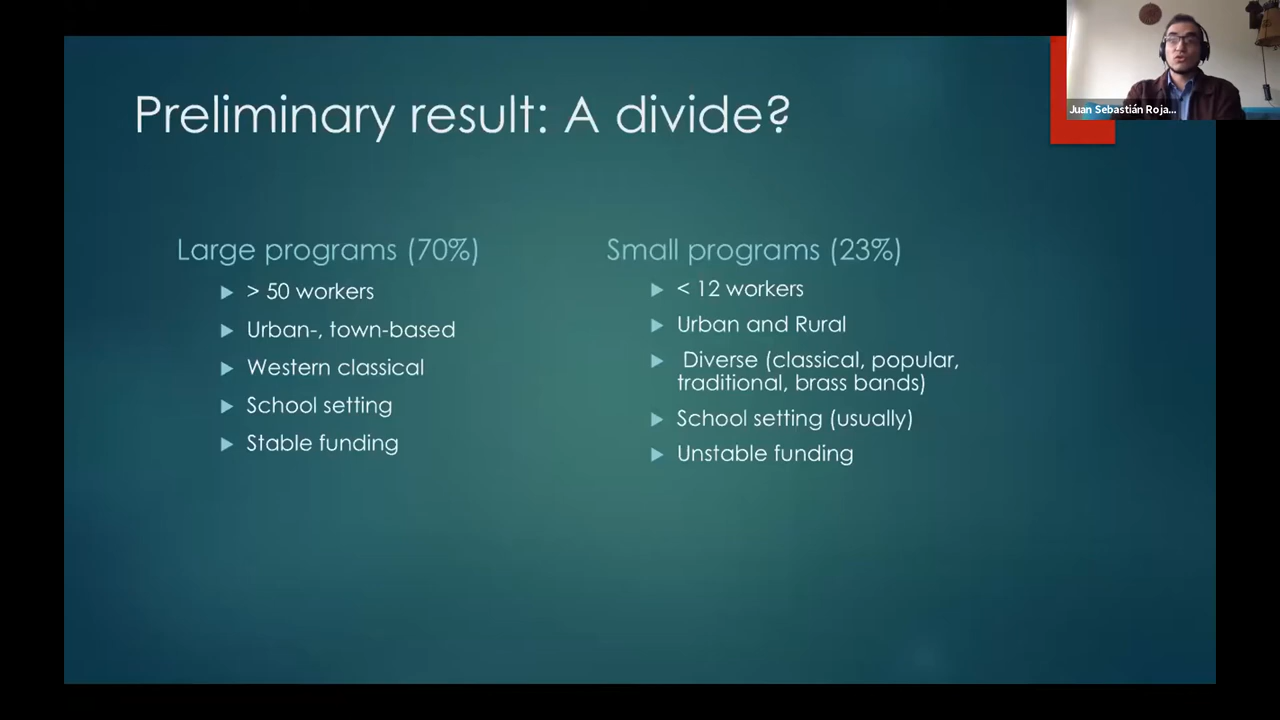 Preliminary result: A divide?
Juan Sebastián Roja...
Large programs (70%)
> 50 workers
Urban-, town-based
Western classical
School setting
Stable funding
Small programs (23%)
< 12 workers
Urban and Rural
Diverse (classical, popular,
traditional, brass bands)
School setting (usually)
Unstable funding